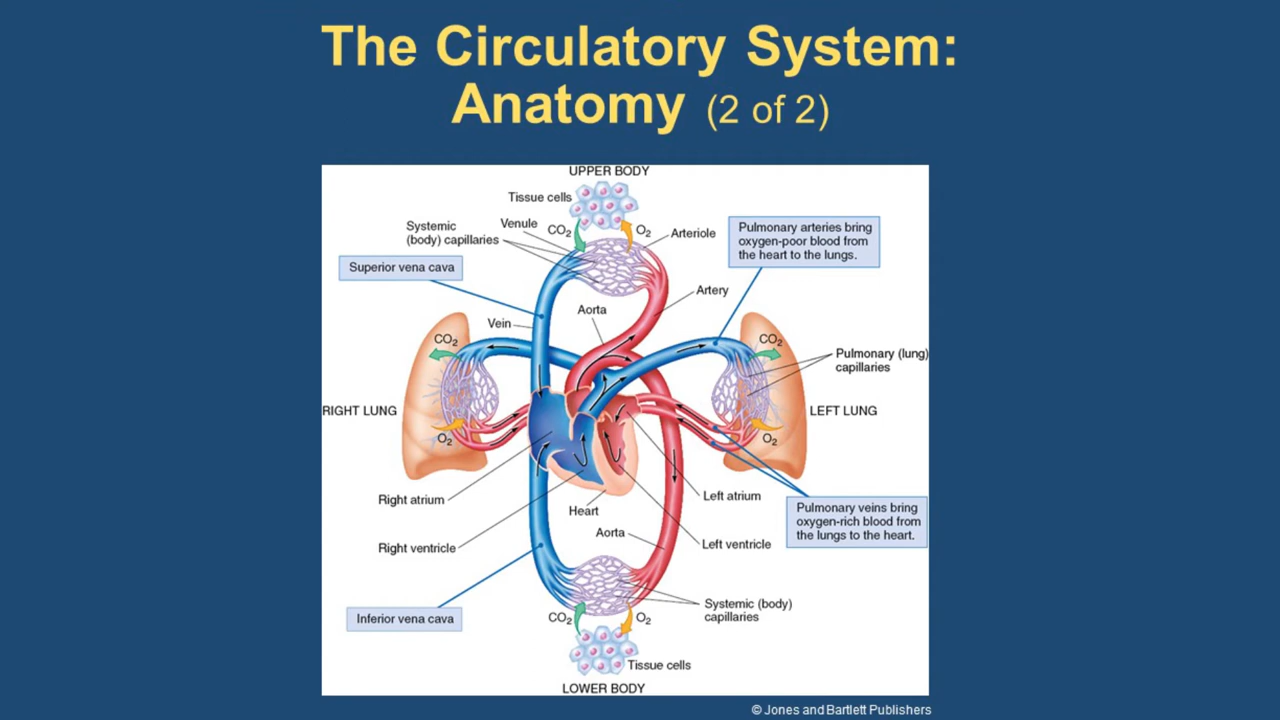 The Circulatory System:
Anatomy (2 of 2)
UPPER BODY
Tissue cells
Systemic
(body) capillaries
Venule
CO2
O2
Arteriole
Pulmonary arteries bring
oxygen-poor blood from
the heart to the lungs.
Superior vena cava
Artery
Aorta
Vein
CO2
CO2
Pulmonary (lung)
capillaries
RIGHT LUNG
LEFT LUNG
O2
O2
Right atrium
Left atrium
Heart
Pulmonary veins bring
oxygen-rich blood from
the lungs to the heart.
Aorta
Right ventricle
Left ventricle
Inferior vena cava
Systemic (body)
capillaries
CO2
O2
Tissue cells
LOWER BODY
© Jones and Bartlett Publishers